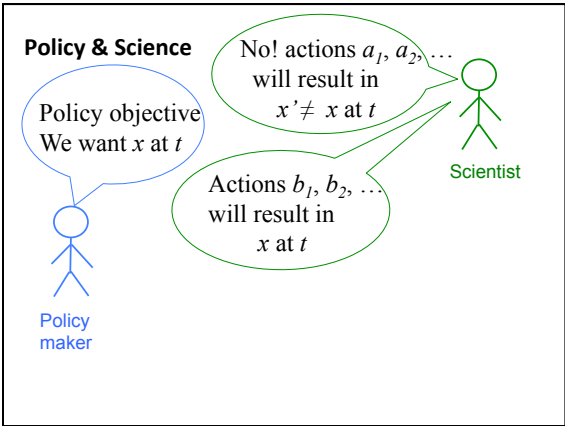 Policy & Science
No! actions a₁, a₂, …
will result in
x’≠ x at t
Policy objective
We want x at t
Scientist
Actions b₁, b₂, …
will result in
x at t
Policy
maker